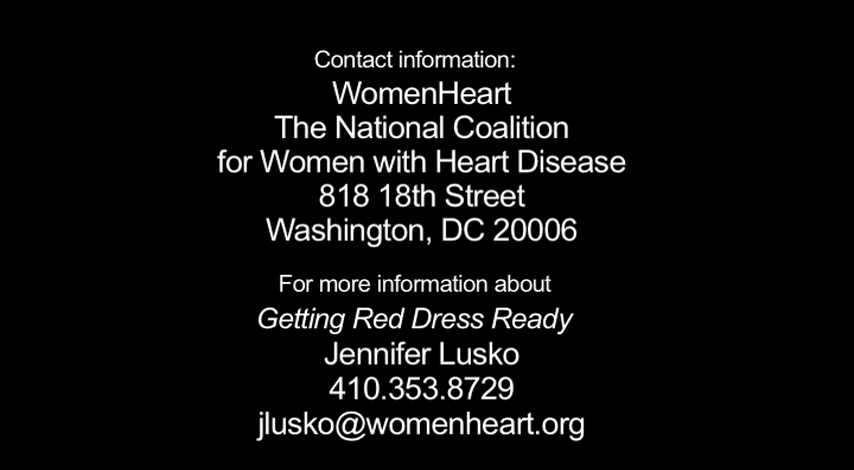 Contact information:
WomenHeart
The National Coalition
for Women with Heart Disease
818 18th Street
Washington, DC 20006
For more information about
Getting Red Dress Ready
Jennifer Lusko
410.353.8729
jlusko@womenheart.org